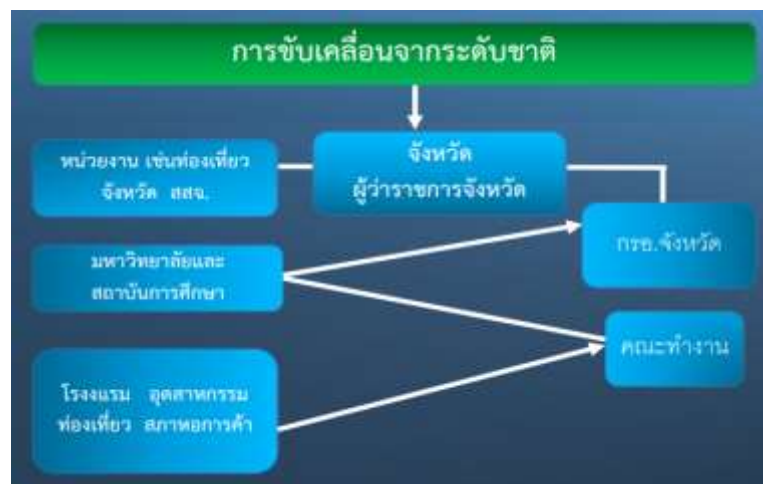 การขับเคลื่อนจากระดับชาติ
จังหวัด
ผู้ว่าราชการจังหวัด
หน่วยงาน เช่นท่องเที่ยว
จังหวัด สสจ.
กรอ.จังหวัด
มหาวิทยาลัยและ
สถาบันการศึกษา
คณะทำงาน
โรงแรม อุตสาหกรรม
ท่องเที่ยว สภาหอการค้า